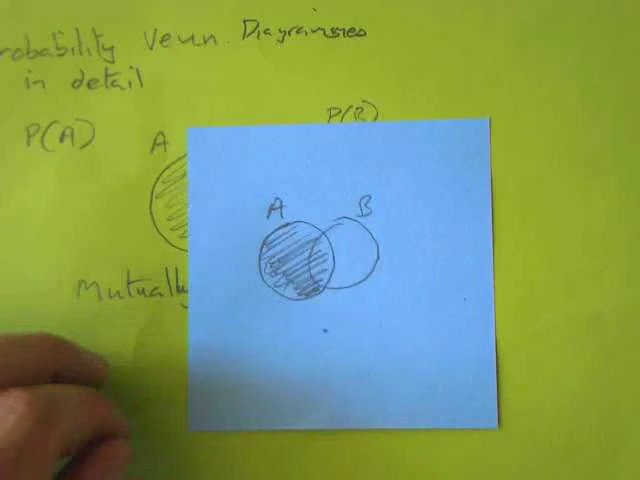 robability Venn Diagrams
in detail
P(A)
A
P(B)
A
B
Mutually